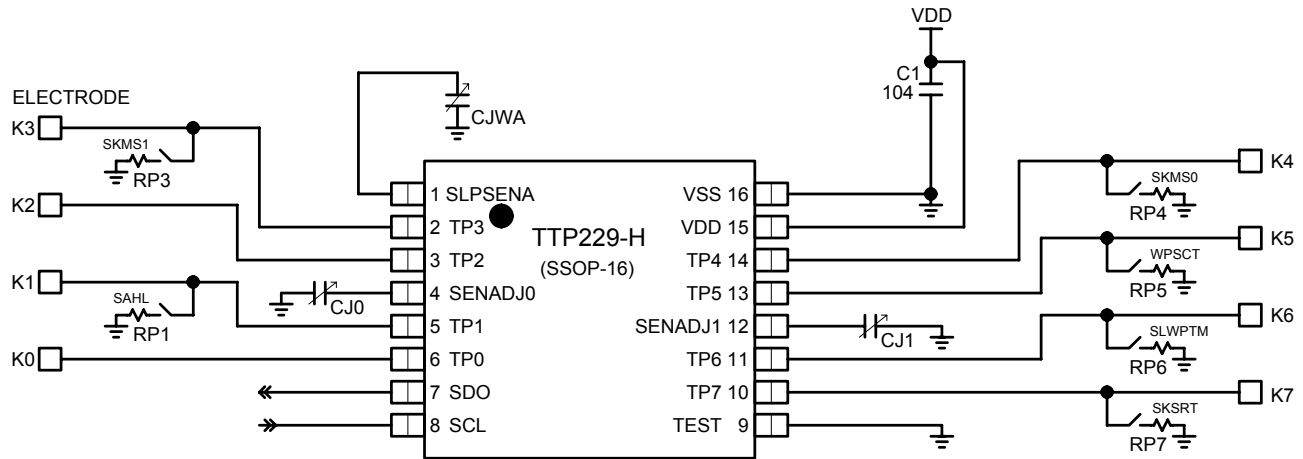 VDD
C1
104
ELECTRODE
CJWA
K3
SKMS1
RP3
K4
SKMS0
RP4
1 SLPSENA
VSS 16
K2
2 TP3
VDD 15
TTP229-H
(SSOP-16)
K5
WPSCT
RP5
3 TP2
TP4 14
K1
SAHL
RP1
CJ0
4 SENADJ0
TP5 13
K6
SLWPTM
RP6
5 TP1
SENADJ1 12
CJ1
K0
6 TP0
TP6 11
7 SDO
TP7 10
K7
SKSRT
RP7
8 SCL
TEST 9